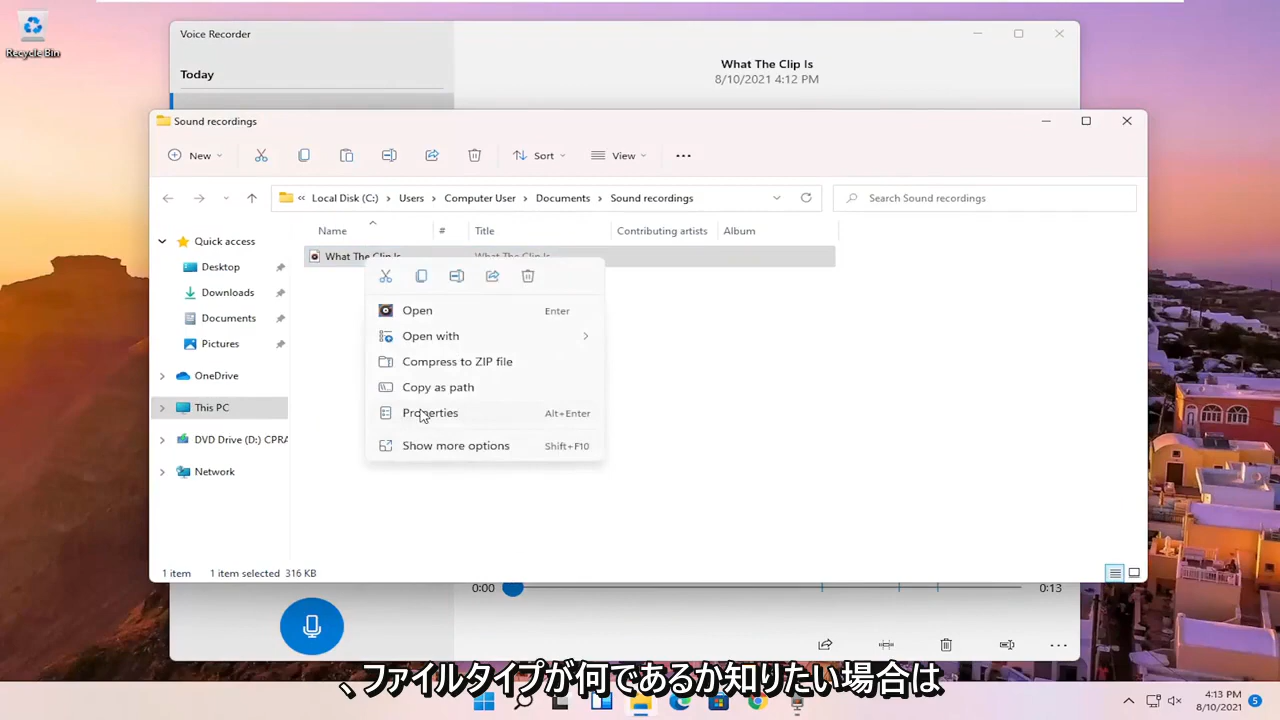 Recycle Bin
Voice Recorder
Today
What The Clip Is
8/10/2021 4:12 PM
Sound recordings
New
Sort
View
Local Disk (C:) Users Computer User Documents Sound recordings
Search Sound recordings
Name # Title Contributing artists Album
What The Clip Is What The Clip Is
Quick access
Desktop
Downloads
Documents
Pictures
OneDrive
This PC
DVD Drive (D:) CPRA
Network
Open Enter
Open with
Compress to ZIP file
Copy as path
Properties Alt+Enter
Show more options Shift+F10
1 item 1 item selected 316 KB
0:00 0:13
、ファイルタイプが何であるか知りたい場合は
4:13 PM
8/10/2021
5